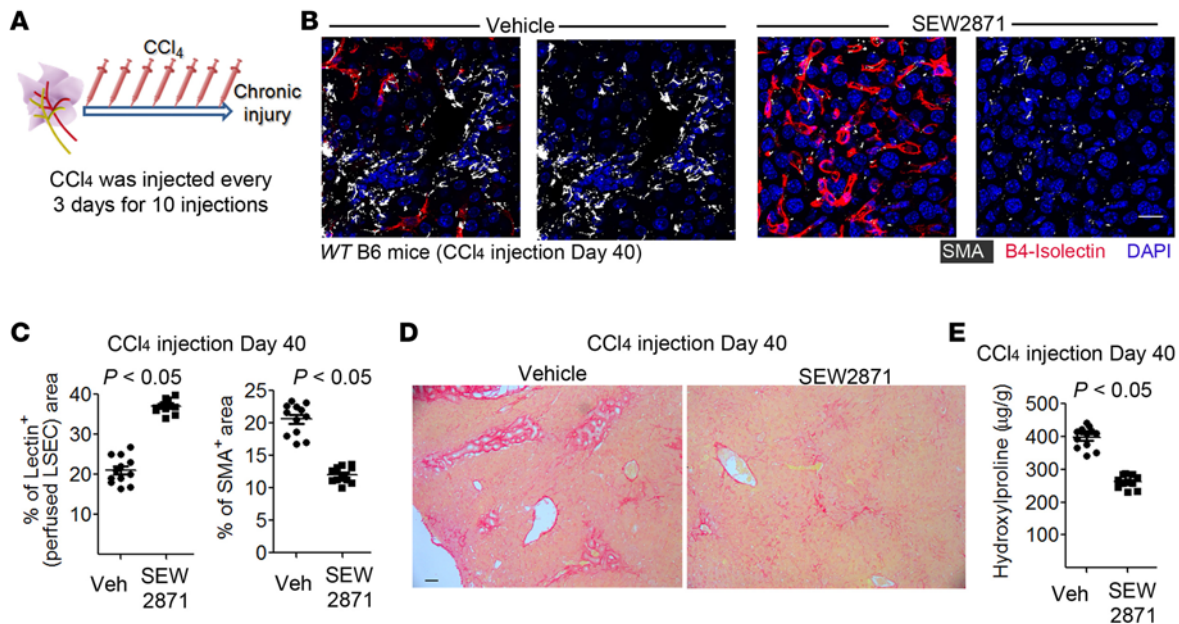 A
CCl₄
Chronic
injury
CCl₄ was injected every
3 days for 10 injections
B
Vehicle
SEW2871
WT B6 mice (CCl₄ injection Day 40)
SMA B4-Isolectin DAPI
C
CCl₄ injection Day 40
P < 0.05
% of Lectin⁺
(perfused LSEC) area
40
30
20
10
Veh SEW
2871
P < 0.05
% of SMA⁺ area
25
20
15
10
5
0
Veh SEW
2871
D
CCl₄ injection Day 40
Vehicle
SEW2871
E
CCl₄ injection Day 40
P < 0.05
Hydroxylproline (µg/g)
500
400
300
200
100
Veh SEW
2871